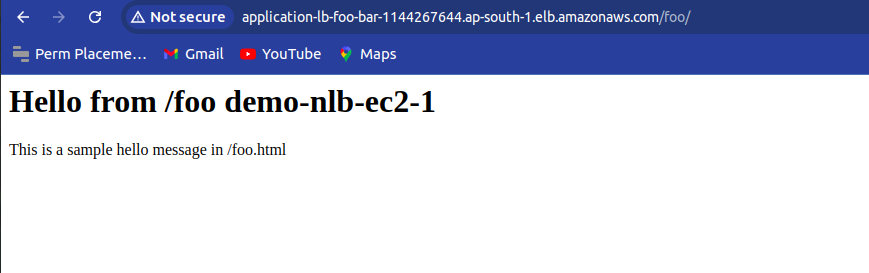 Not secure application-lb-foo-bar-1144267644.ap-south-1.elb.amazonaws.com/foo/
Perm Placeme… Gmail YouTube Maps
Hello from /foo demo-nlb-ec2-1
This is a sample hello message in /foo.html